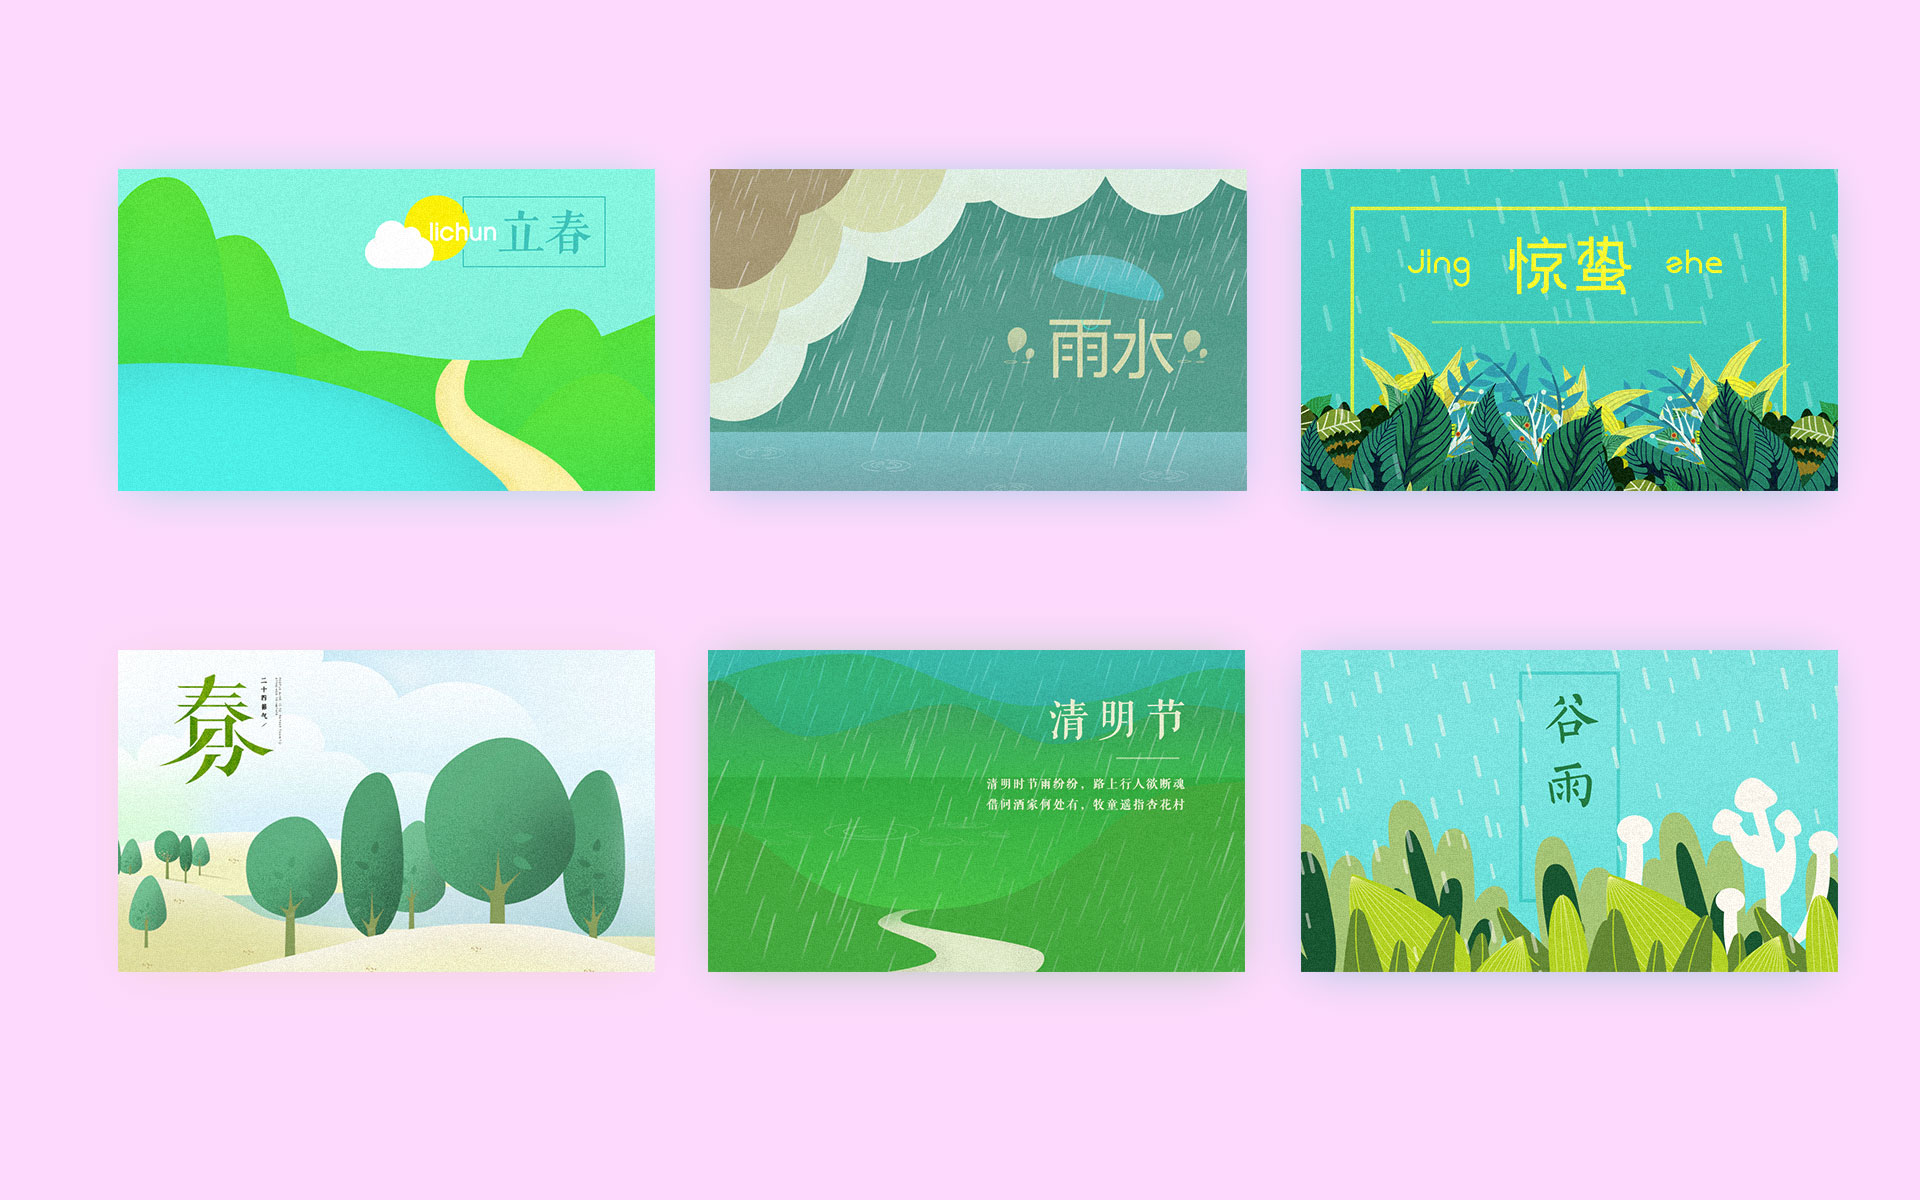 lichun 立春
雨水
Jing 惊蛰 zhe
春分
二十四节气
清明节
清明时节雨纷纷，路上行人欲断魂
借问酒家何处有，牧童遥指杏花村
谷
雨